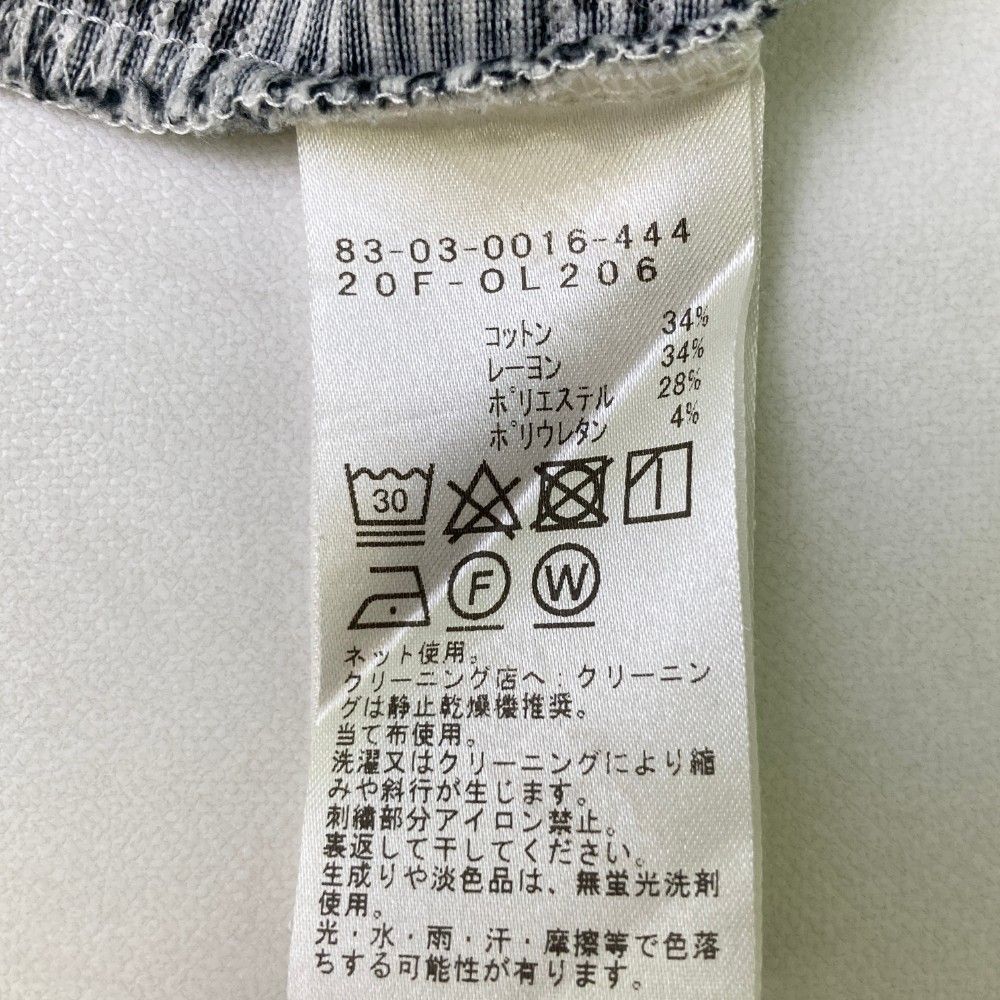 83-03-0016-444
20F-OL206
コットン 34%
レーヨン 34%
ポリエステル 28%
ポリウレタン 4%
30
F W
ネット使用。
クリーニング店へ:クリーニン
グは静止乾燥機推奨。
当て布使用。
洗濯又はクリーニングにより縮
みや斜行が生じます。
刺繍部分アイロン禁止。
裏返して干してください。
生成りや淡色品は、無蛍光洗剤
使用。
光・水・雨・汗・摩擦等で色落
ちする可能性が有ります。